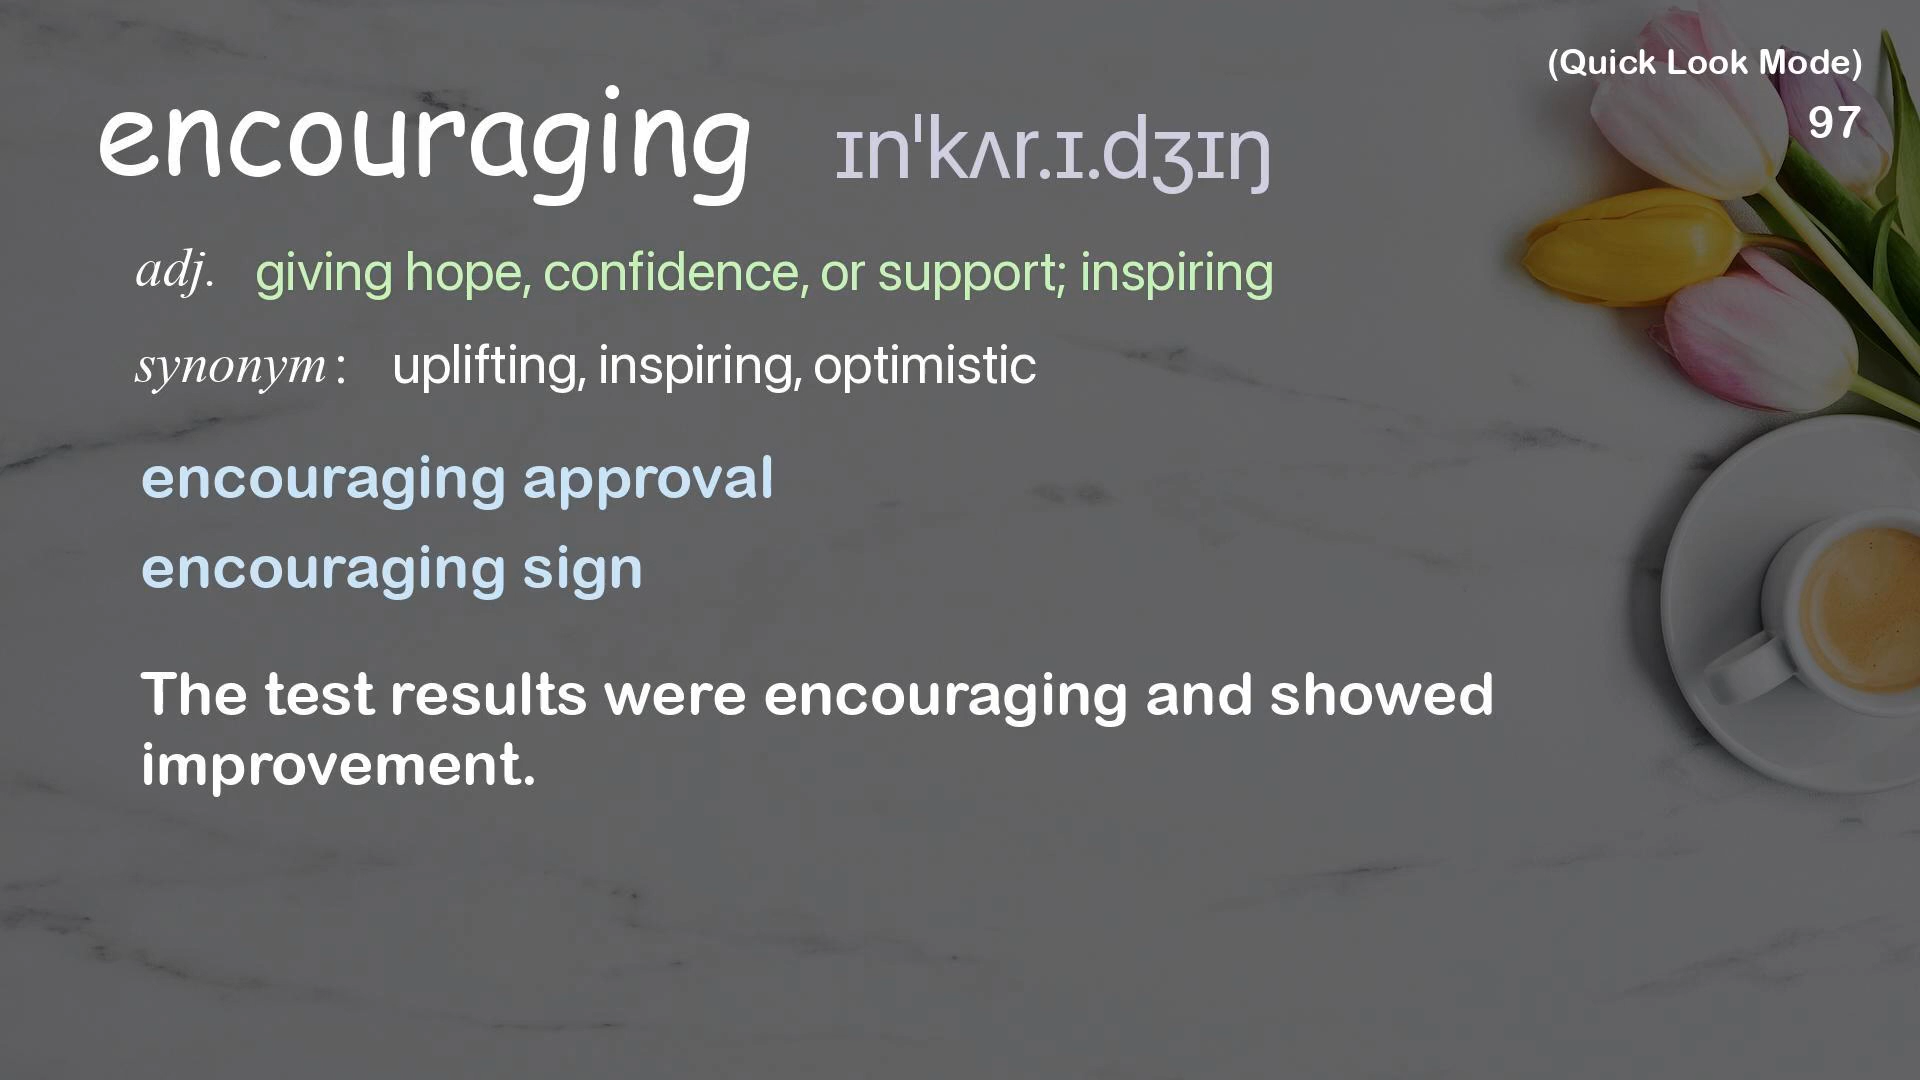 (Quick Look Mode)
97
encouraging ɪnˈkʌr.ɪ.dʒɪŋ
adj. giving hope, confidence, or support; inspiring
synonym: uplifting, inspiring, optimistic
encouraging approval
encouraging sign
The test results were encouraging and showed
improvement.